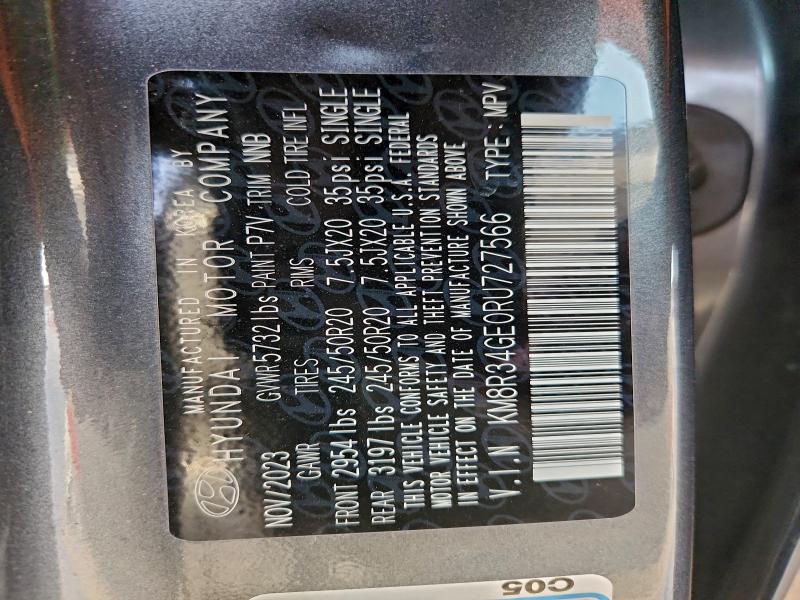 MANUFACTURED IN KOREA BY
HYUNDAI MOTOR COMPANY
NOV/2023 GVWR 5732 lbs PAINT P7V TRIM NNB
GAWR TIRES RIMS COLD TIRE INFL
FRONT 2954 lbs 245/50R20 7.5JX20 35psi SINGLE
REAR 3197 lbs 245/50R20 7.5JX20 35psi SINGLE
THIS VEHICLE CONFORMS TO ALL APPLICABLE U.S.A. FEDERAL
MOTOR VEHICLE SAFETY AND THEFT PREVENTION STANDARDS
IN EFFECT ON THE DATE OF MANUFACTURE SHOWN ABOVE
V.I.N KM8R34GE0RU727566 TYPE : MPV
C05